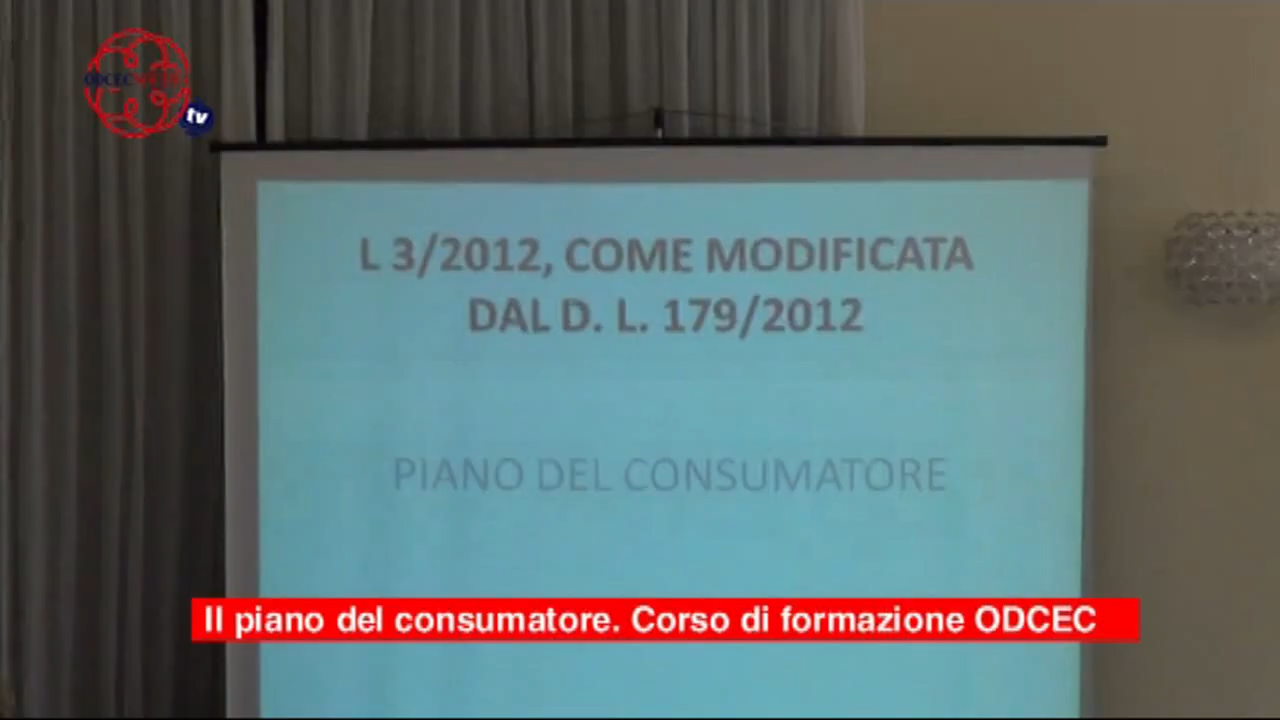 ODCEC
tv
L 3/2012, COME MODIFICATA
DAL D. L. 179/2012
PIANO DEL CONSUMATORE
Il piano del consumatore. Corso di formazione ODCEC